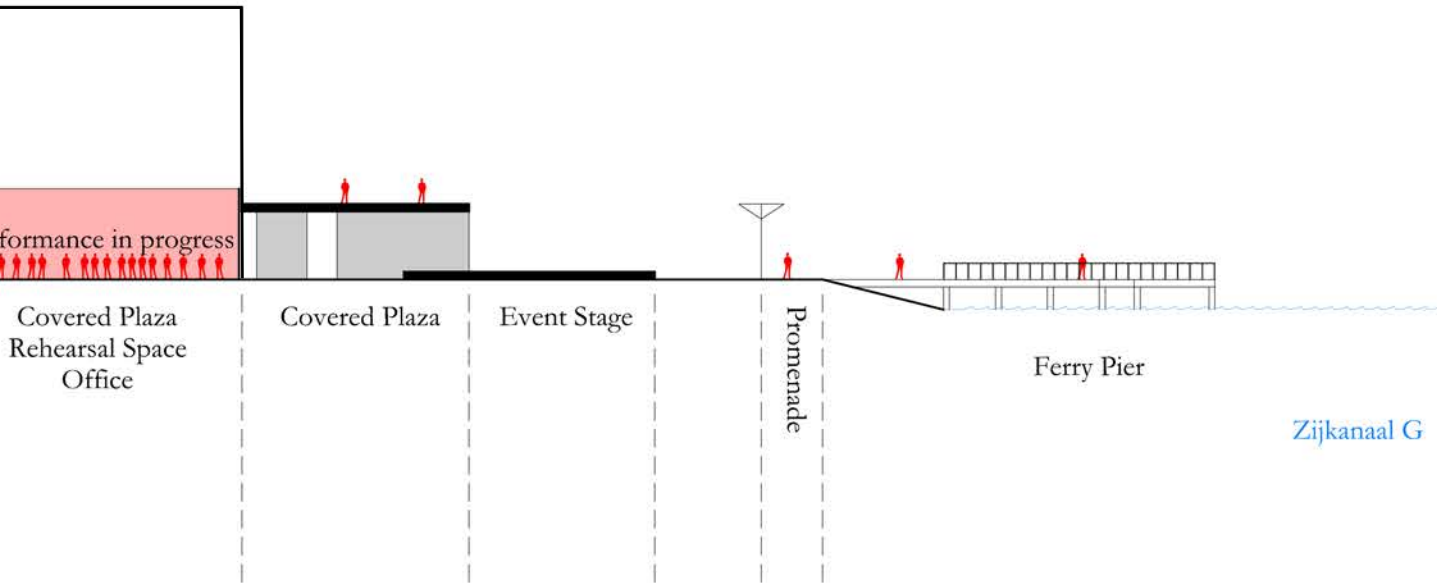 formance in progress
Covered Plaza
Rehearsal Space
Office
Covered Plaza
Event Stage
Promenade
Ferry Pier
Zijkanaal G